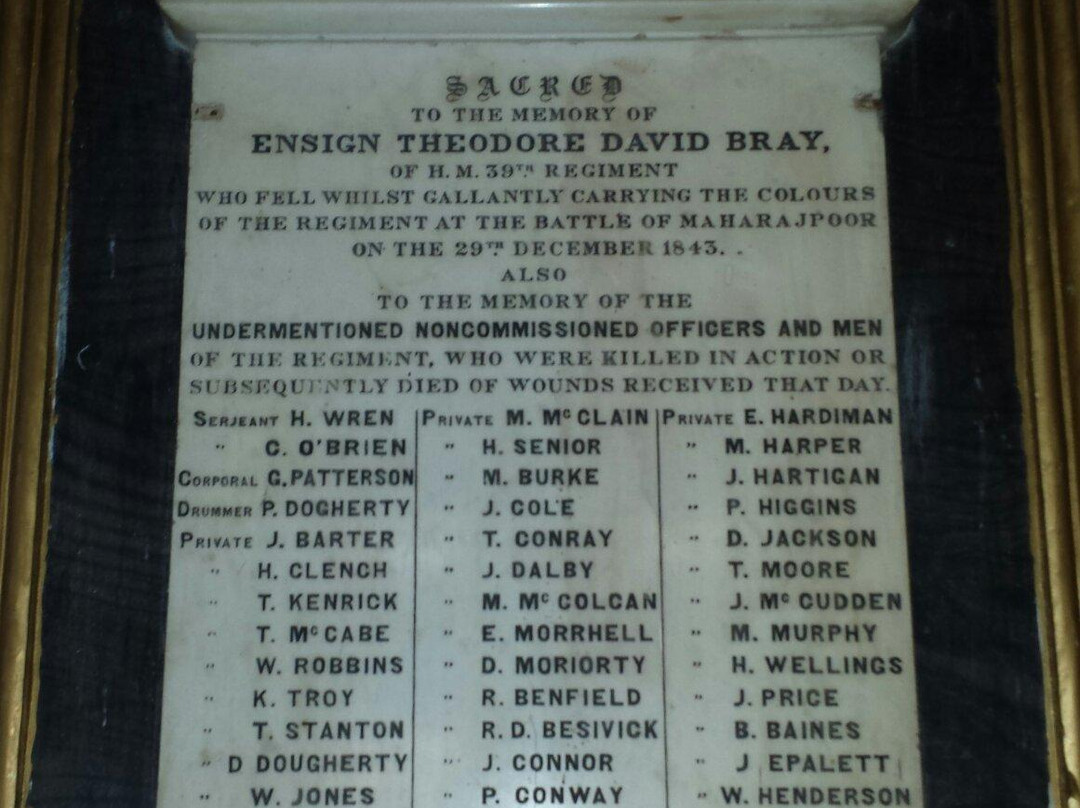 SACRED
TO THE MEMORY OF
ENSIGN THEODORE DAVID BRAY,
OF H. M. 39TH REGIMENT
WHO FELL WHILST GALLANTLY CARRYING THE COLOURS
OF THE REGIMENT AT THE BATTLE OF MAHARAJPOOR
ON THE 29TH DECEMBER 1843.
ALSO
TO THE MEMORY OF THE
UNDERMENTIONED NONCOMMISSIONED OFFICERS AND MEN
OF THE REGIMENT, WHO WERE KILLED IN ACTION OR
SUBSEQUENTLY DIED OF WOUNDS RECEIVED THAT DAY.
SERJEANT H. WREN
" C. O'BRIEN
CORPORAL G. PATTERSON
DRUMMER P. DOGHERTY
PRIVATE J. BARTER
" H. CLENCH
" T. KENRICK
" T. McCABE
" W. ROBBINS
" K. TROY
" T. STANTON
" D DOUGHERTY
" W. JONES
PRIVATE M. McCLAIN
" H. SENIOR
" M. BURKE
" J. COLE
" T. CONRAY
" J. DALBY
" M. Mc COLCAN
" E. MORRHELL
" D. MORIORTY
" R. BENFIELD
" R. D. BESIVICK
" J. CONNOR
" P. CONWAY
PRIVATE E. HARDIMAN
" M. HARPER
" J. HARTIGAN
" P. HIGGINS
" D. JACKSON
" T. MOORE
" J. Mc CUDDEN
" M. MURPHY
" H. WELLINGS
" J. PRICE
" B. BAINES
" J EPALETT
" W. HENDERSON